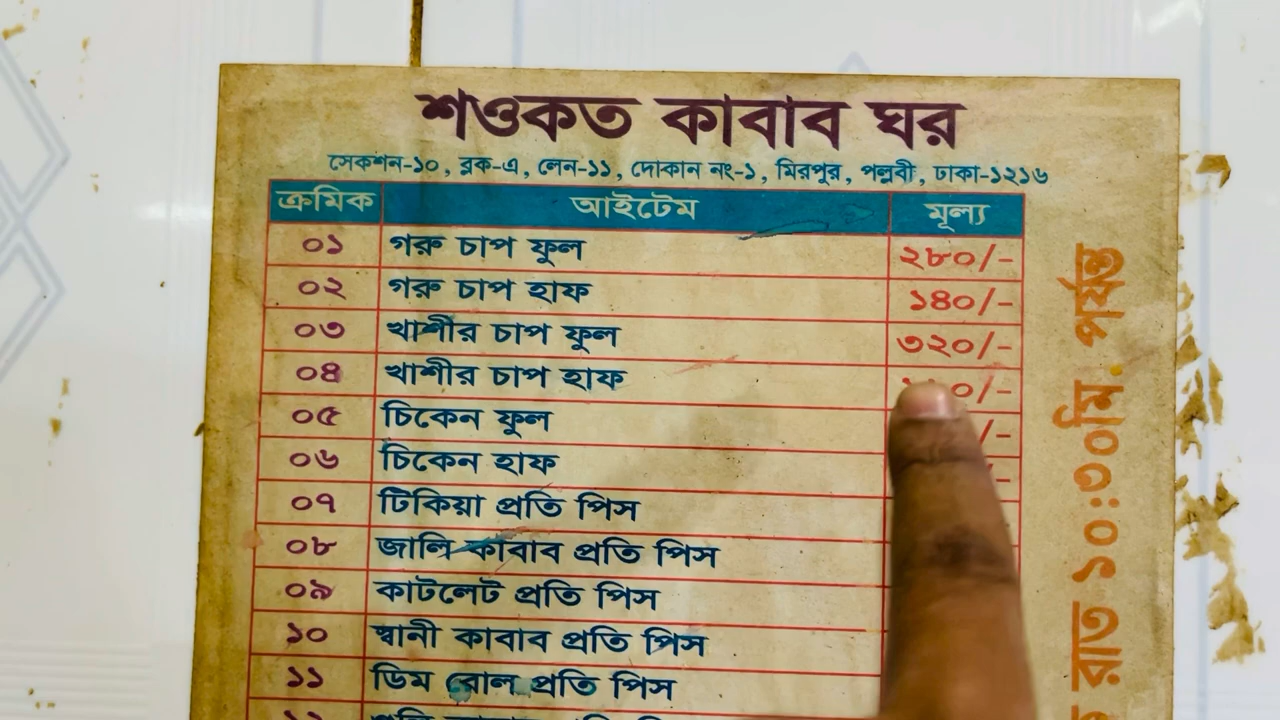 শওকত কাবাব ঘর
সেকশন-১০, ব্লক-এ, লেন-১১, দোকান নং-১, মিরপুর, পল্লবী, ঢাকা-১২১৬
ক্রমিক আইটেম মূল্য
০১ গরু চাপ ফুল ২৮০/-
০২ গরু চাপ হাফ ১৪০/-
০৩ খাশীর চাপ ফুল ৩২০/-
০৪ খাশীর চাপ হাফ
০৫ চিকেন ফুল
০৬ চিকেন হাফ
০৭ টিকিয়া প্রতি পিস
০৮ জালি কাবাব প্রতি পিস
০৯ কাটলেট প্রতি পিস
১০ স্বানী কাবাব প্রতি পিস
১১ ডিম রোল প্রতি পিস
১২
রাত ১০:৩০মি. পর্যন্ত